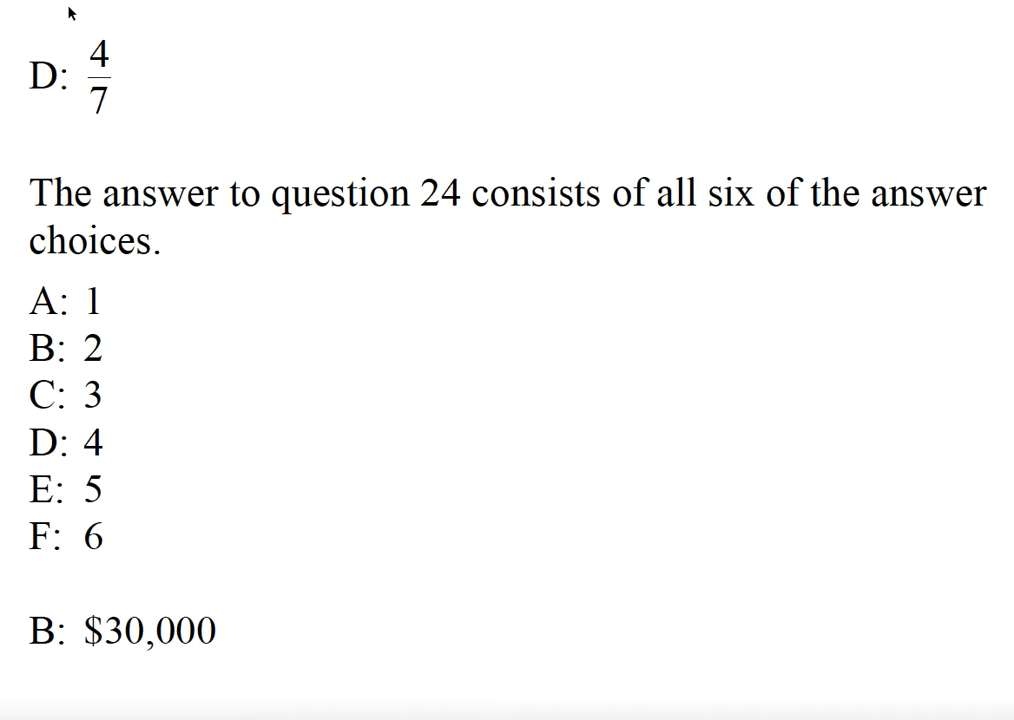 D: 4/7
The answer to question 24 consists of all six of the answer
choices.
A: 1
B: 2
C: 3
D: 4
E: 5
F: 6
B: $30,000